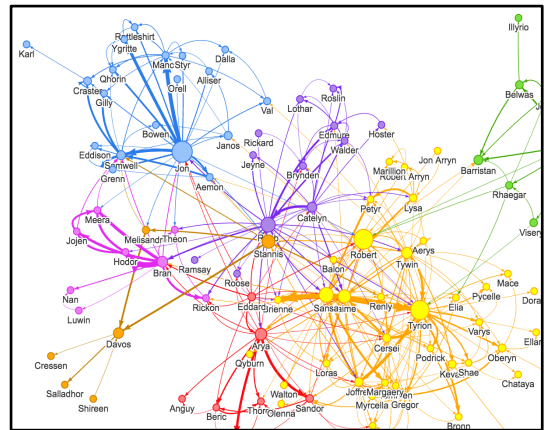 Illyrio
Rattleshirt
Ygritte
Karl
Dalla
Styr
Qhorin
Alliser
Craster
Orell
Belwas
Gilly
Val
Roslin
Lothar
Bowen
Edmure
Hoster
Janos
Rickard
Walder
Eddison
Samwell
Jon
Jeyne
Jon Arryn
Grenn
Brynden
Marillion
Robert Arryn
Barristan
Aemon
Rhaegar
Petyr
Lysa
Meera
Catelyn
Jojen
Melisandre
Theon
Stannis
Robert
Aerys
Hodor
Bran
Ramsay
Balon
Tywin
Roose
Mace
Nan
Rickon
Eddard
Brienne
Sansa
Renly
Elia
Pycelle
Luwin
Tyrion
Varys
Davos
Arya
Cersei
Qyburn
Podrick
Oberyn
Cressen
Loras
Shae
Chataya
Salladhor
Walton
Joffrey
Margaery
Shireen
Anguy
Beric
Olenna
Sandor
Myrcella
Gregor
Bronn